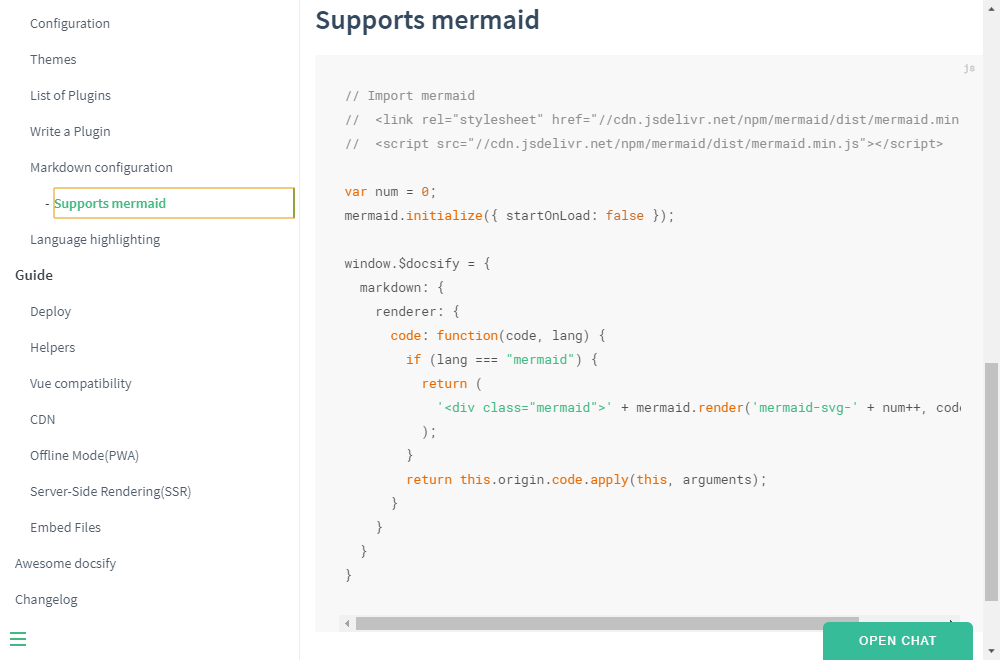 Configuration
Themes
List of Plugins
Write a Plugin
Markdown configuration
- Supports mermaid
Language highlighting
Guide
Deploy
Helpers
Vue compatibility
CDN
Offline Mode(PWA)
Server-Side Rendering(SSR)
Embed Files
Awesome docsify
Changelog
Supports mermaid
js
// Import mermaid
//  <link rel="stylesheet" href="//cdn.jsdelivr.net/npm/mermaid/dist/mermaid.min
//  <script src="//cdn.jsdelivr.net/npm/mermaid/dist/mermaid.min.js"></script>
var num = 0;
mermaid.initialize({ startOnLoad: false });
window.$docsify = {
  markdown: {
    renderer: {
      code: function(code, lang) {
        if (lang === "mermaid") {
          return (
            '<div class="mermaid">' + mermaid.render('mermaid-svg-' + num++, code
          );
        }
        return this.origin.code.apply(this, arguments);
      }
    }
  }
}
OPEN CHAT